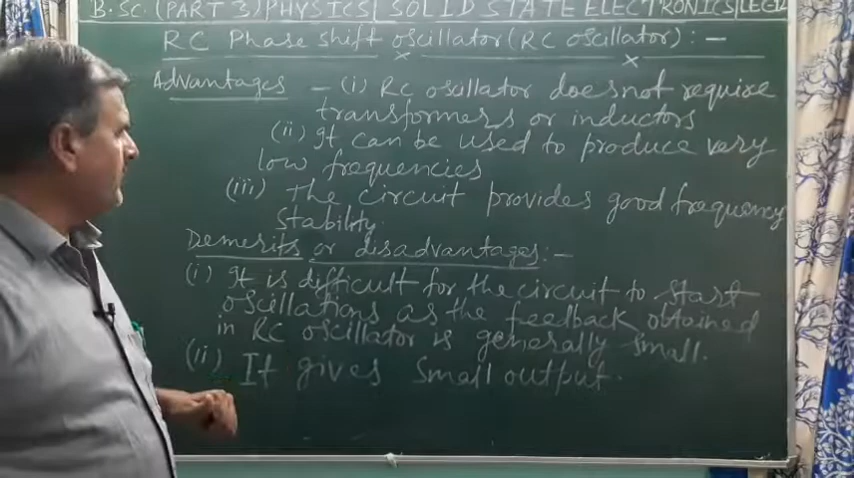 B.SC. (PART 3) PHYSICS | SOLID STATE ELECTRONICS | LEC 12
RC Phase shift oscillator (RC oscillator) : -
Advantages - (i) RC oscillator does not require
transformers or inductors
(ii) It can be used to produce very
low frequencies
(iii) The circuit provides good frequency
stability
Demerits or disadvantages : -
(i) It is difficult for the circuit to start
oscillations as the feedback obtained
in RC oscillator is generally small.
(ii) It gives small output.